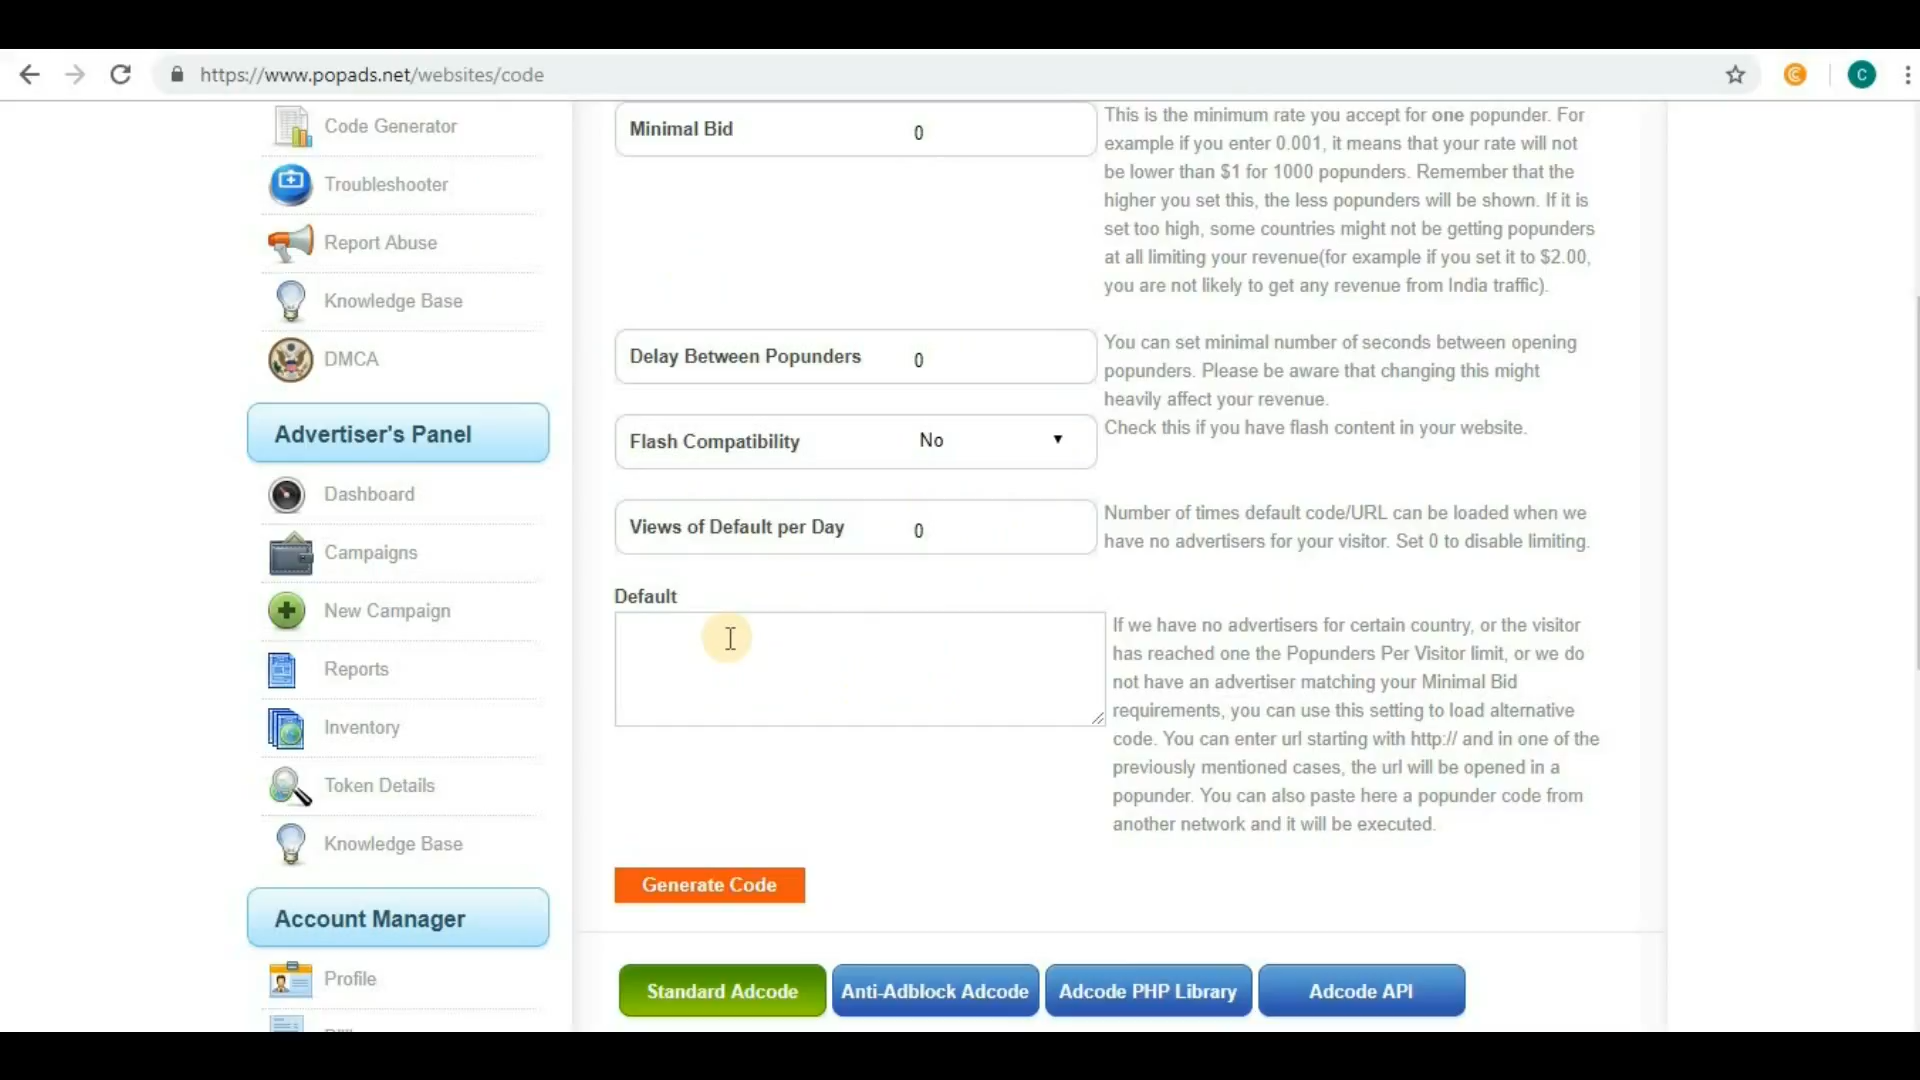 https://www.popads.net/websites/code
C
Code Generator
Troubleshooter
Report Abuse
Knowledge Base
DMCA
Advertiser's Panel
Dashboard
Campaigns
New Campaign
Reports
Inventory
Token Details
Knowledge Base
Account Manager
Profile
Minimal Bid
0
This is the minimum rate you accept for one popunder. For
example if you enter 0.001, it means that your rate will not
be lower than $1 for 1000 popunders. Remember that the
higher you set this, the less popunders will be shown. If it is
set too high, some countries might not be getting popunders
at all limiting your revenue(for example if you set it to $2.00,
you are not likely to get any revenue from India traffic).
Delay Between Popunders
0
You can set minimal number of seconds between opening
popunders. Please be aware that changing this might
heavily affect your revenue.
Flash Compatibility
No
Check this if you have flash content in your website.
Views of Default per Day
0
Number of times default code/URL can be loaded when we
have no advertisers for your visitor. Set 0 to disable limiting.
Default
If we have no advertisers for certain country, or the visitor
has reached one the Popunders Per Visitor limit, or we do
not have an advertiser matching your Minimal Bid
requirements, you can use this setting to load alternative
code. You can enter url starting with http:// and in one of the
previously mentioned cases, the url will be opened in a
popunder. You can also paste here a popunder code from
another network and it will be executed.
Generate Code
Standard Adcode
Anti-Adblock Adcode
Adcode PHP Library
Adcode API